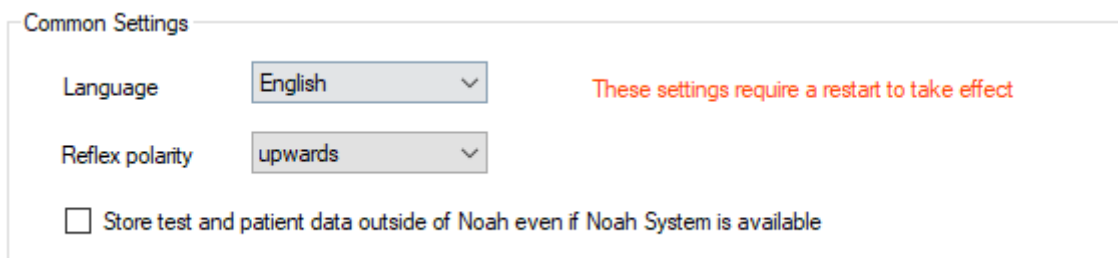 Common Settings
Language English These settings require a restart to take effect
Reflex polarity upwards
Store test and patient data outside of Noah even if Noah System is available